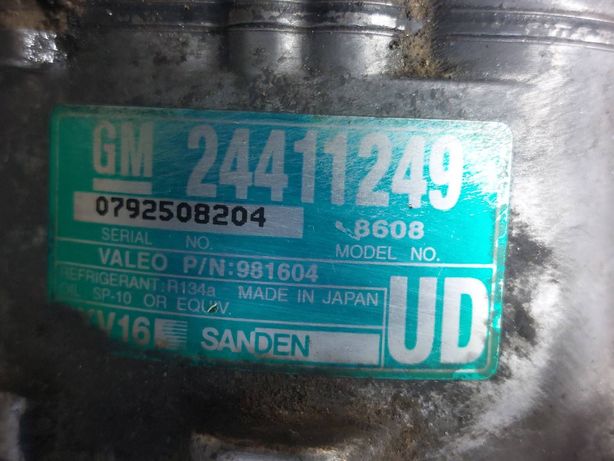 GM 24411249
0792508204 8608
SERIAL NO. MODEL NO.
VALEO P/N:981604
REFRIGERANT:R134a MADE IN JAPAN
OIL SP-10 OR EQUIV.
UD
V16 SANDEN